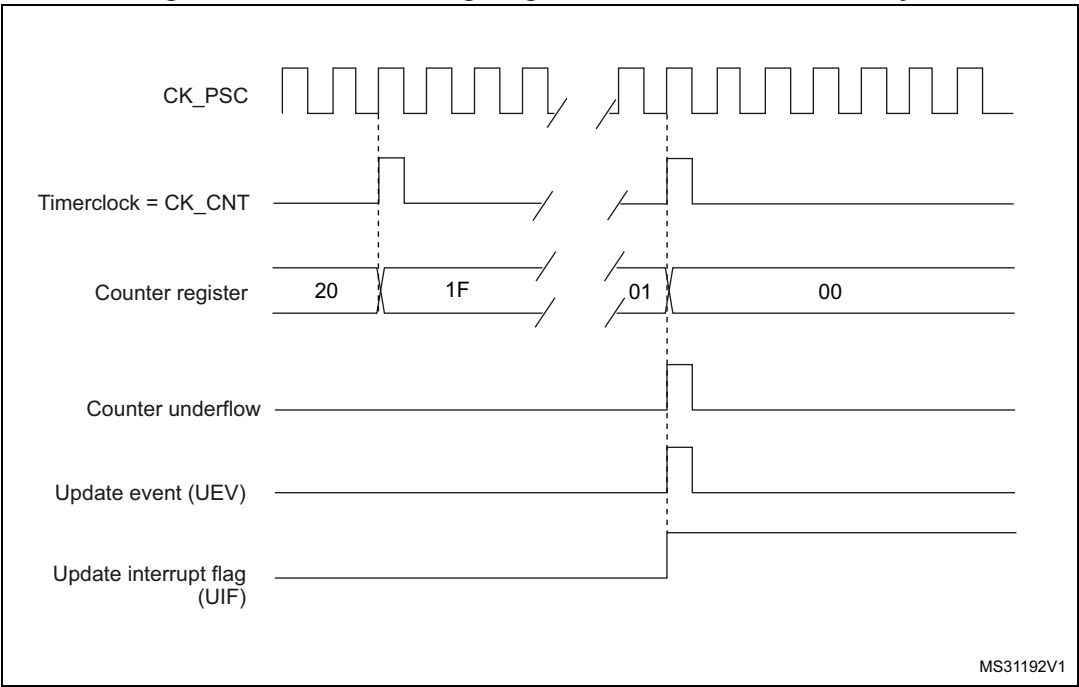 CK_PSC
Timerclock = CK_CNT
Counter register
20
1F
01
00
Counter underflow
Update event (UEV)
Update interrupt flag
(UIF)
MS31192V1